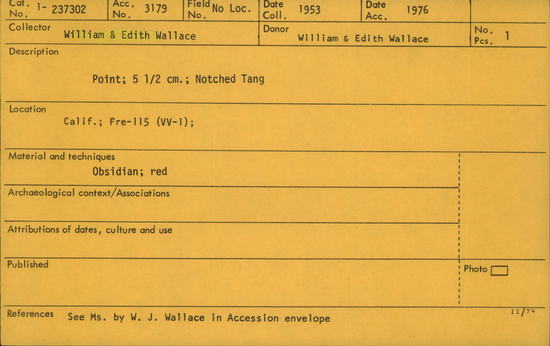 Cat. No. 1- 237302 Acc. No. 3179 Field No. No Loc. Date Coll. 1953 Date Acc. 1976
Collector William & Edith Wallace Donor William & Edith Wallace No. Pcs. 1
Description
Point; 5 1/2 cm.; Notched Tang
Location
Calif.; Fre-115 (VV-1);
Material and techniques
Obsidian; red
Archaeological context/Associations
Attributions of dates, culture and use
Published Photo
References See Ms. by W. J. Wallace in Accession envelope 11/74